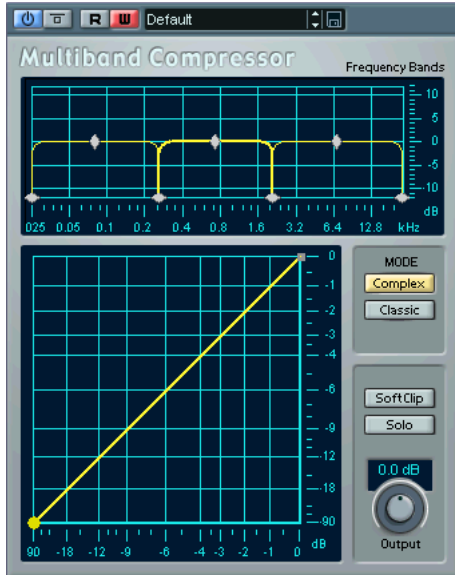 R W Default
Multiband Compressor
Frequency Bands
10
5
0
-5
-10
dB
025 0.05 0.1 0.2 0.4 0.8 1.6 3.2 6.4 12.8 kHz
0
-1
-2
-3
-4
-6
-9
-12
-18
-90
90 -18 -12 -9 -6 -4 -3 -2 -1 0 dB
MODE
Complex
Classic
SoftClip
Solo
0.0 dB
Output